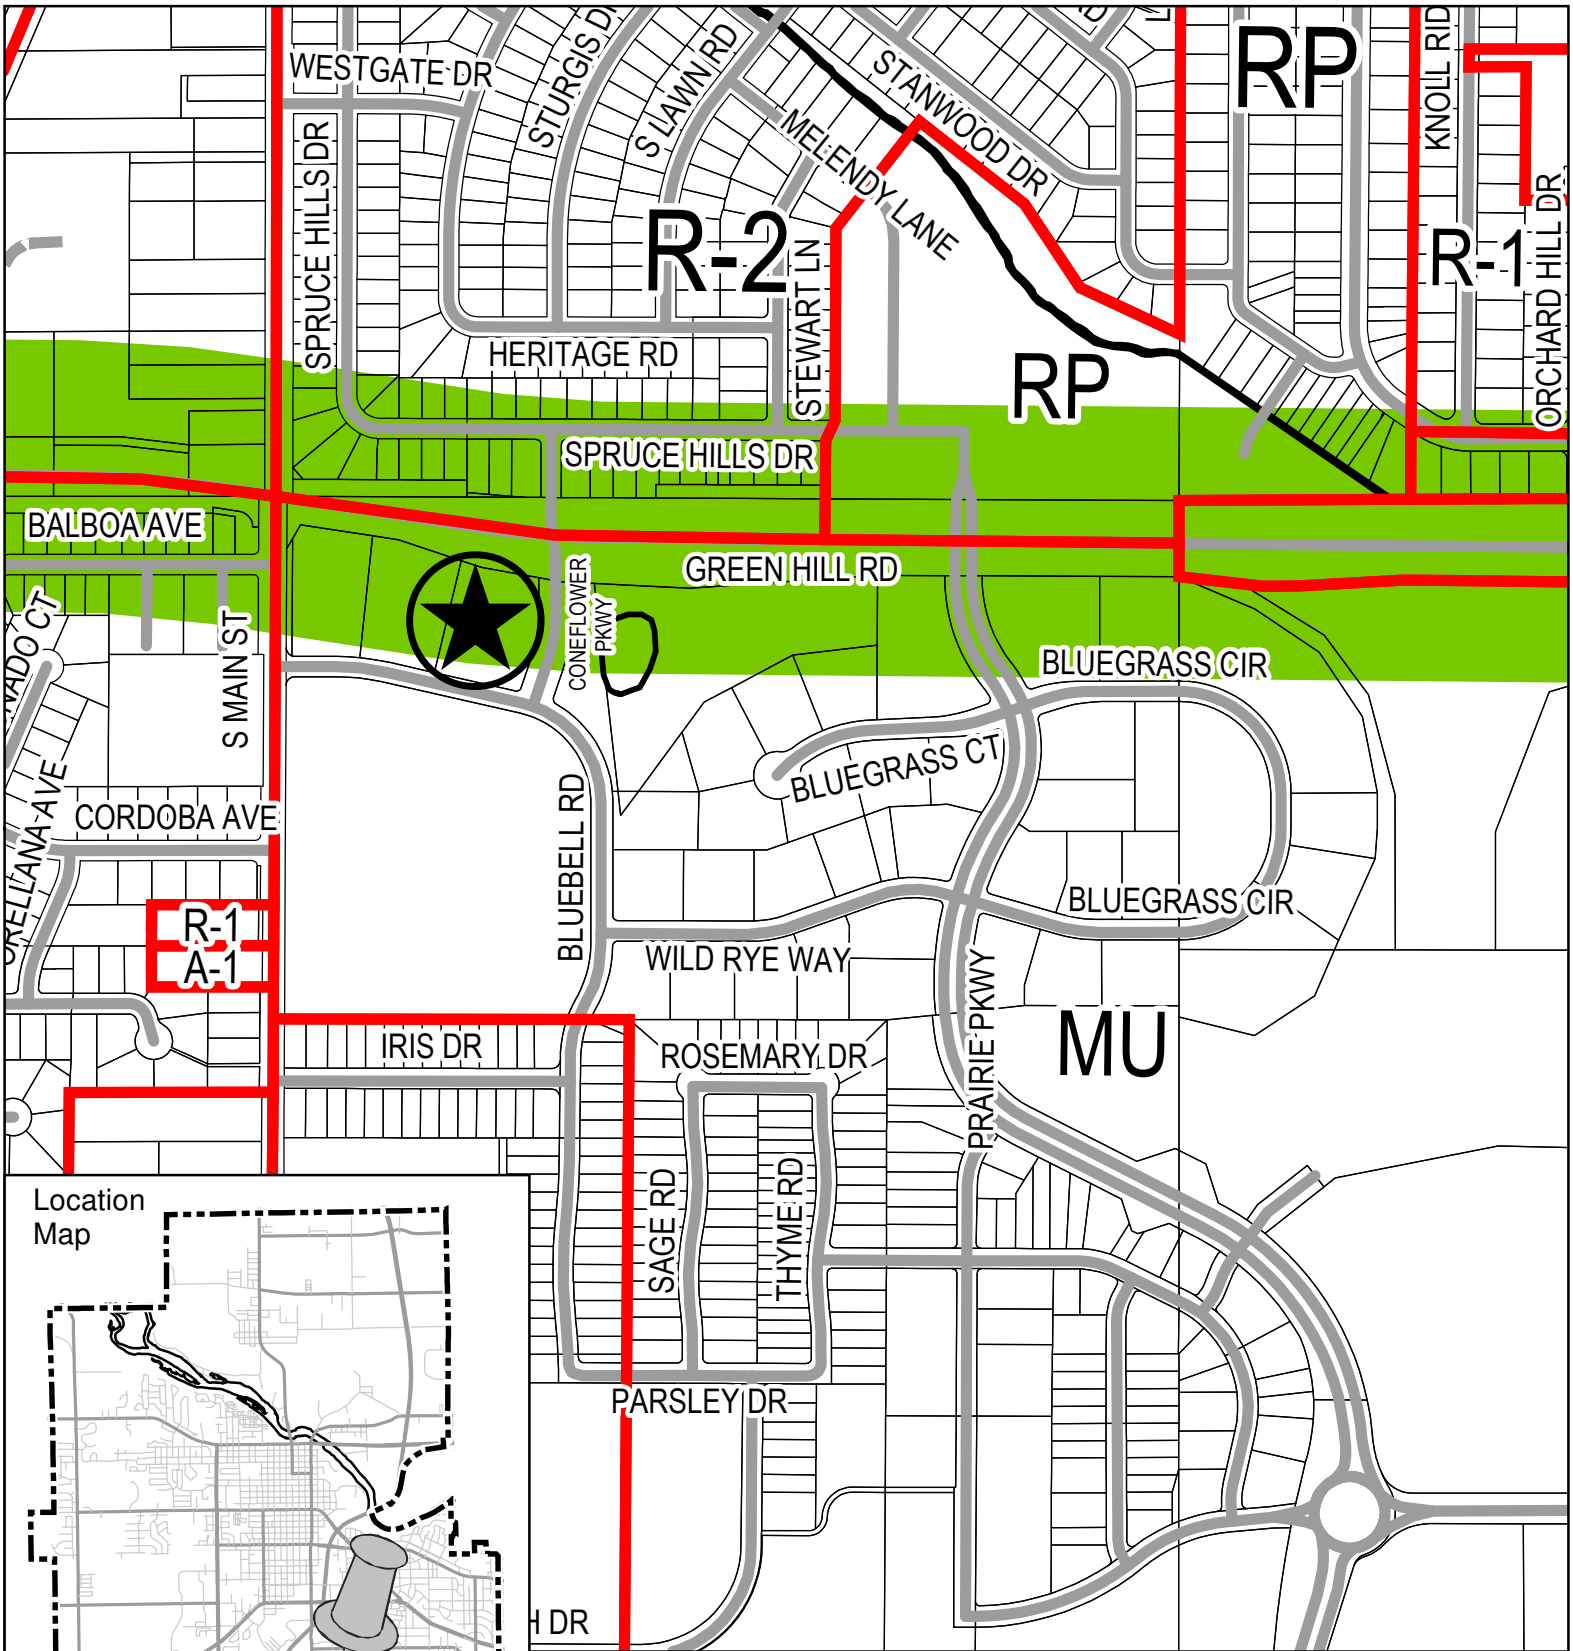 WESTGATE DR
STURGIS DR
S LAWN RD
STANWOOD DR
RP
KNOLL RD
SPRUCE HILLS DR
MELENDY LANE
R-2
STEWART LN
R-1
ORCHARD HILL DR
HERITAGE RD
RP
SPRUCE HILLS DR
BALBOA AVE
GREEN HILL RD
CONEFLOWER
PKWY
S MAIN ST
BLUEGRASS CIR
BLUEGRASS CT
CORDOBA AVE
BLUEBELL RD
R-1
A-1
BLUEGRASS CIR
WILD RYE WAY
PRAIRIE PKWY
MU
IRIS DR
ROSEMARY DR
SAGE RD
THYME RD
PARSLEY DR
Location
Map
DR